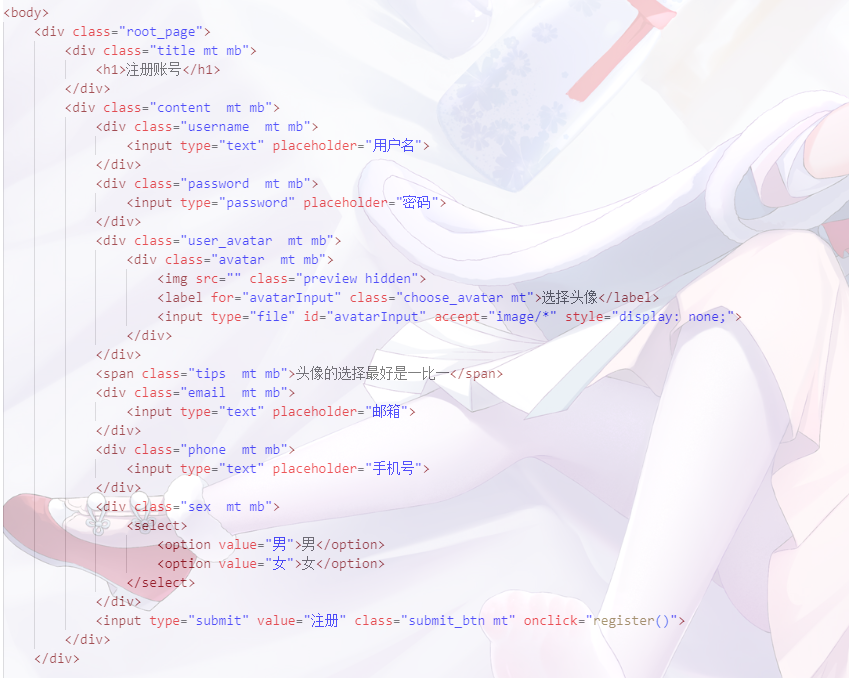 <body>
<div class="root_page">
<div class="title mt mb">
<h1>注册账号</h1>
</div>
<div class="content  mt mb">
<div class="username  mt mb">
<input type="text" placeholder="用户名">
</div>
<div class="password  mt mb">
<input type="password" placeholder="密码">
</div>
<div class="user_avatar  mt mb">
<div class="avatar  mt mb">
<img src="" class="preview hidden">
<label for="avatarInput" class="choose_avatar mt">选择头像</label>
<input type="file" id="avatarInput" accept="image/*" style="display: none;">
</div>
</div>
<span class="tips  mt mb">头像的选择最好是一比一</span>
<div class="email  mt mb">
<input type="text" placeholder="邮箱">
</div>
<div class="phone  mt mb">
<input type="text" placeholder="手机号">
</div>
<div class="sex  mt mb">
<select>
<option value="男">男</option>
<option value="女">女</option>
</select>
</div>
<input type="submit" value="注册" class="submit_btn mt" onclick="register()">
</div>
</div>